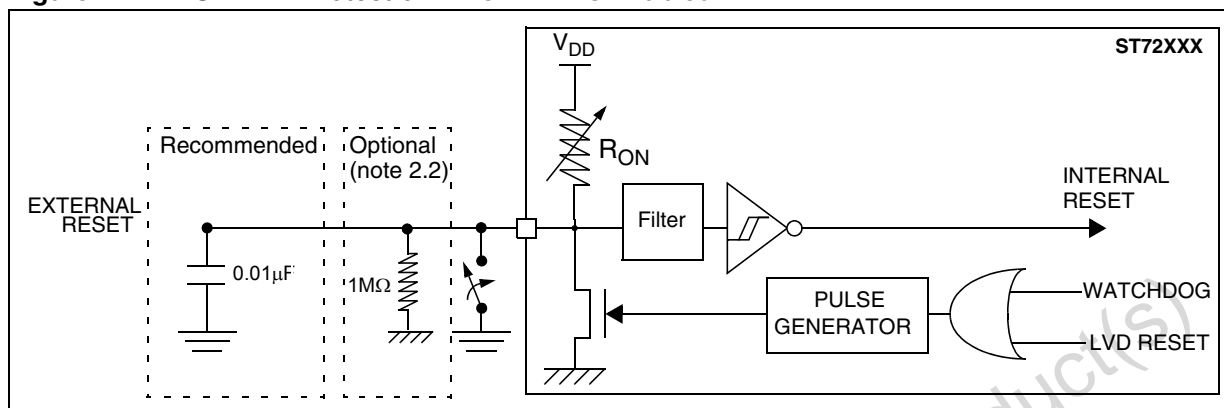 VDD
ST72XXX
Recommended
Optional
(note 2.2)
RON
EXTERNAL
RESET
Filter
INTERNAL
RESET
0.01µF
1MΩ
PULSE
GENERATOR
WATCHDOG
LVD RESET
duct(s)